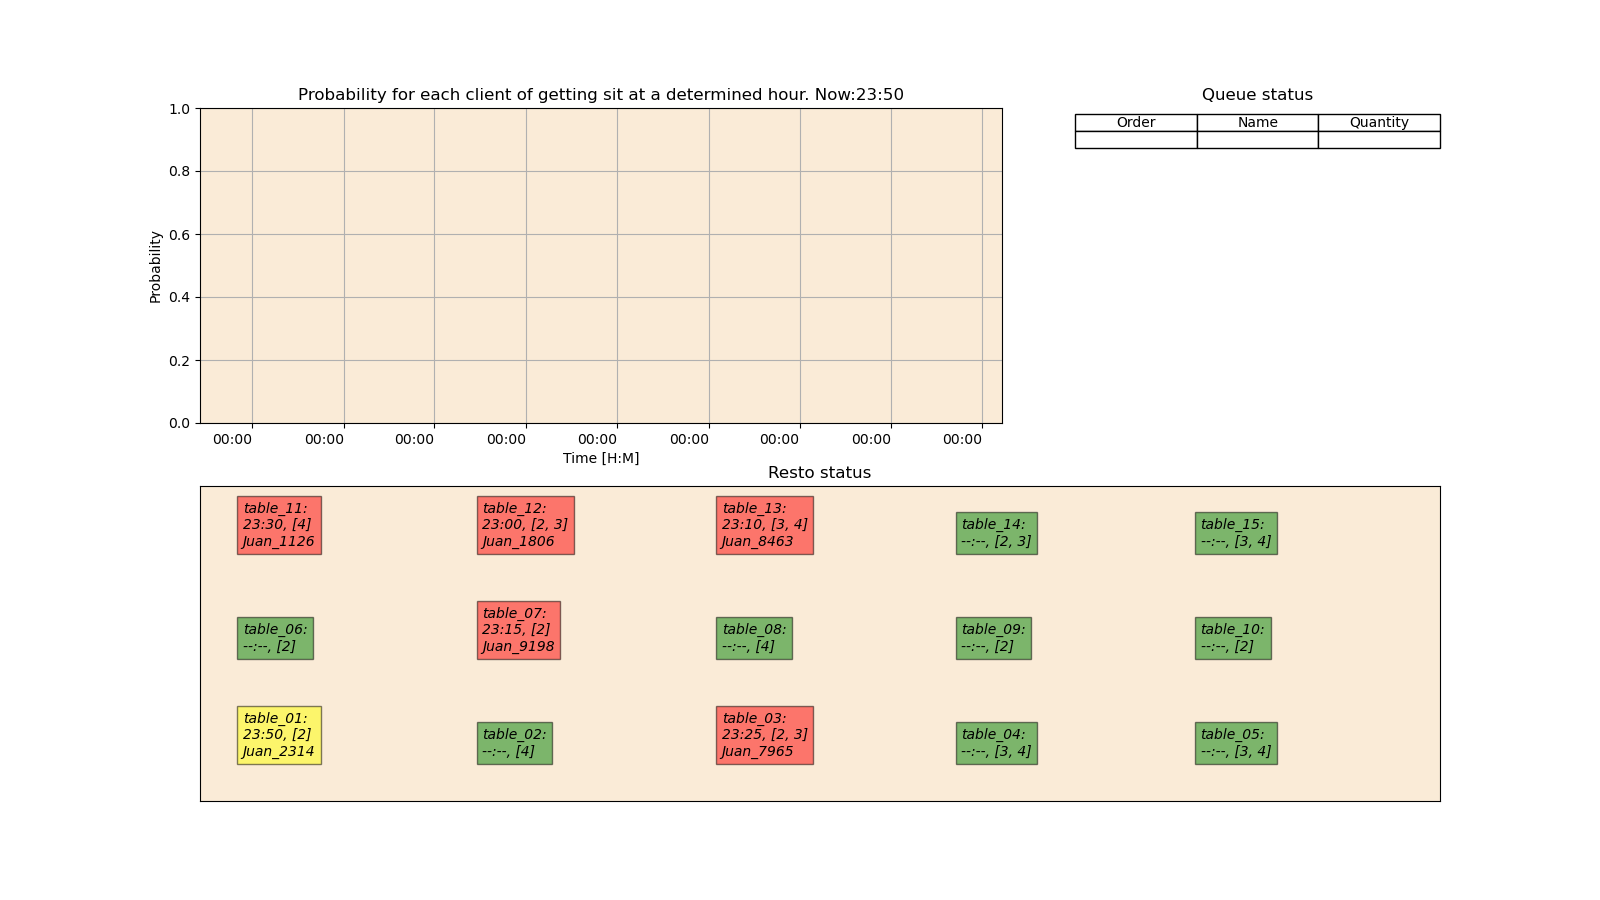 Probability for each client of getting sit at a determined hour. Now:23:50
1.0
0.8
0.6
0.4
0.2
0.0
Probability
00:00 00:00 00:00 00:00 00:00 00:00 00:00 00:00 00:00
Time [H:M]
Queue status
Order Name Quantity
Resto status
table_11:
23:30, [4]
Juan_1126
table_12:
23:00, [2, 3]
Juan_1806
table_13:
23:10, [3, 4]
Juan_8463
table_14:
--:--, [2, 3]
table_15:
--:--, [3, 4]
table_06:
--:--, [2]
table_07:
23:15, [2]
Juan_9198
table_08:
--:--, [4]
table_09:
--:--, [2]
table_10:
--:--, [2]
table_01:
23:50, [2]
Juan_2314
table_02:
--:--, [4]
table_03:
23:25, [2, 3]
Juan_7965
table_04:
--:--, [3, 4]
table_05:
--:--, [3, 4]